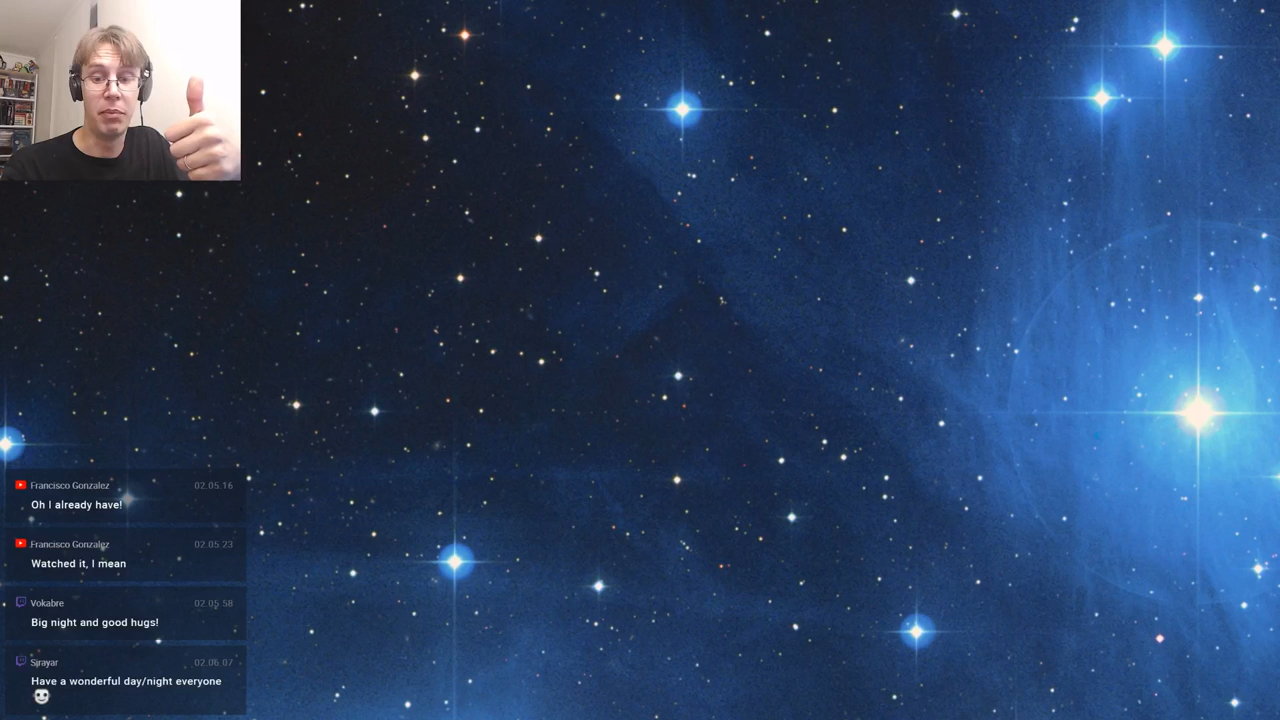 Francisco Gonzalez 02.05.16
Oh I already have!
Francisco Gonzalez 02.05.23
Watched it, I mean
Vokabre 02.05.58
Big night and good hugs!
Sjrayar 02.06.07
Have a wonderful day/night everyone